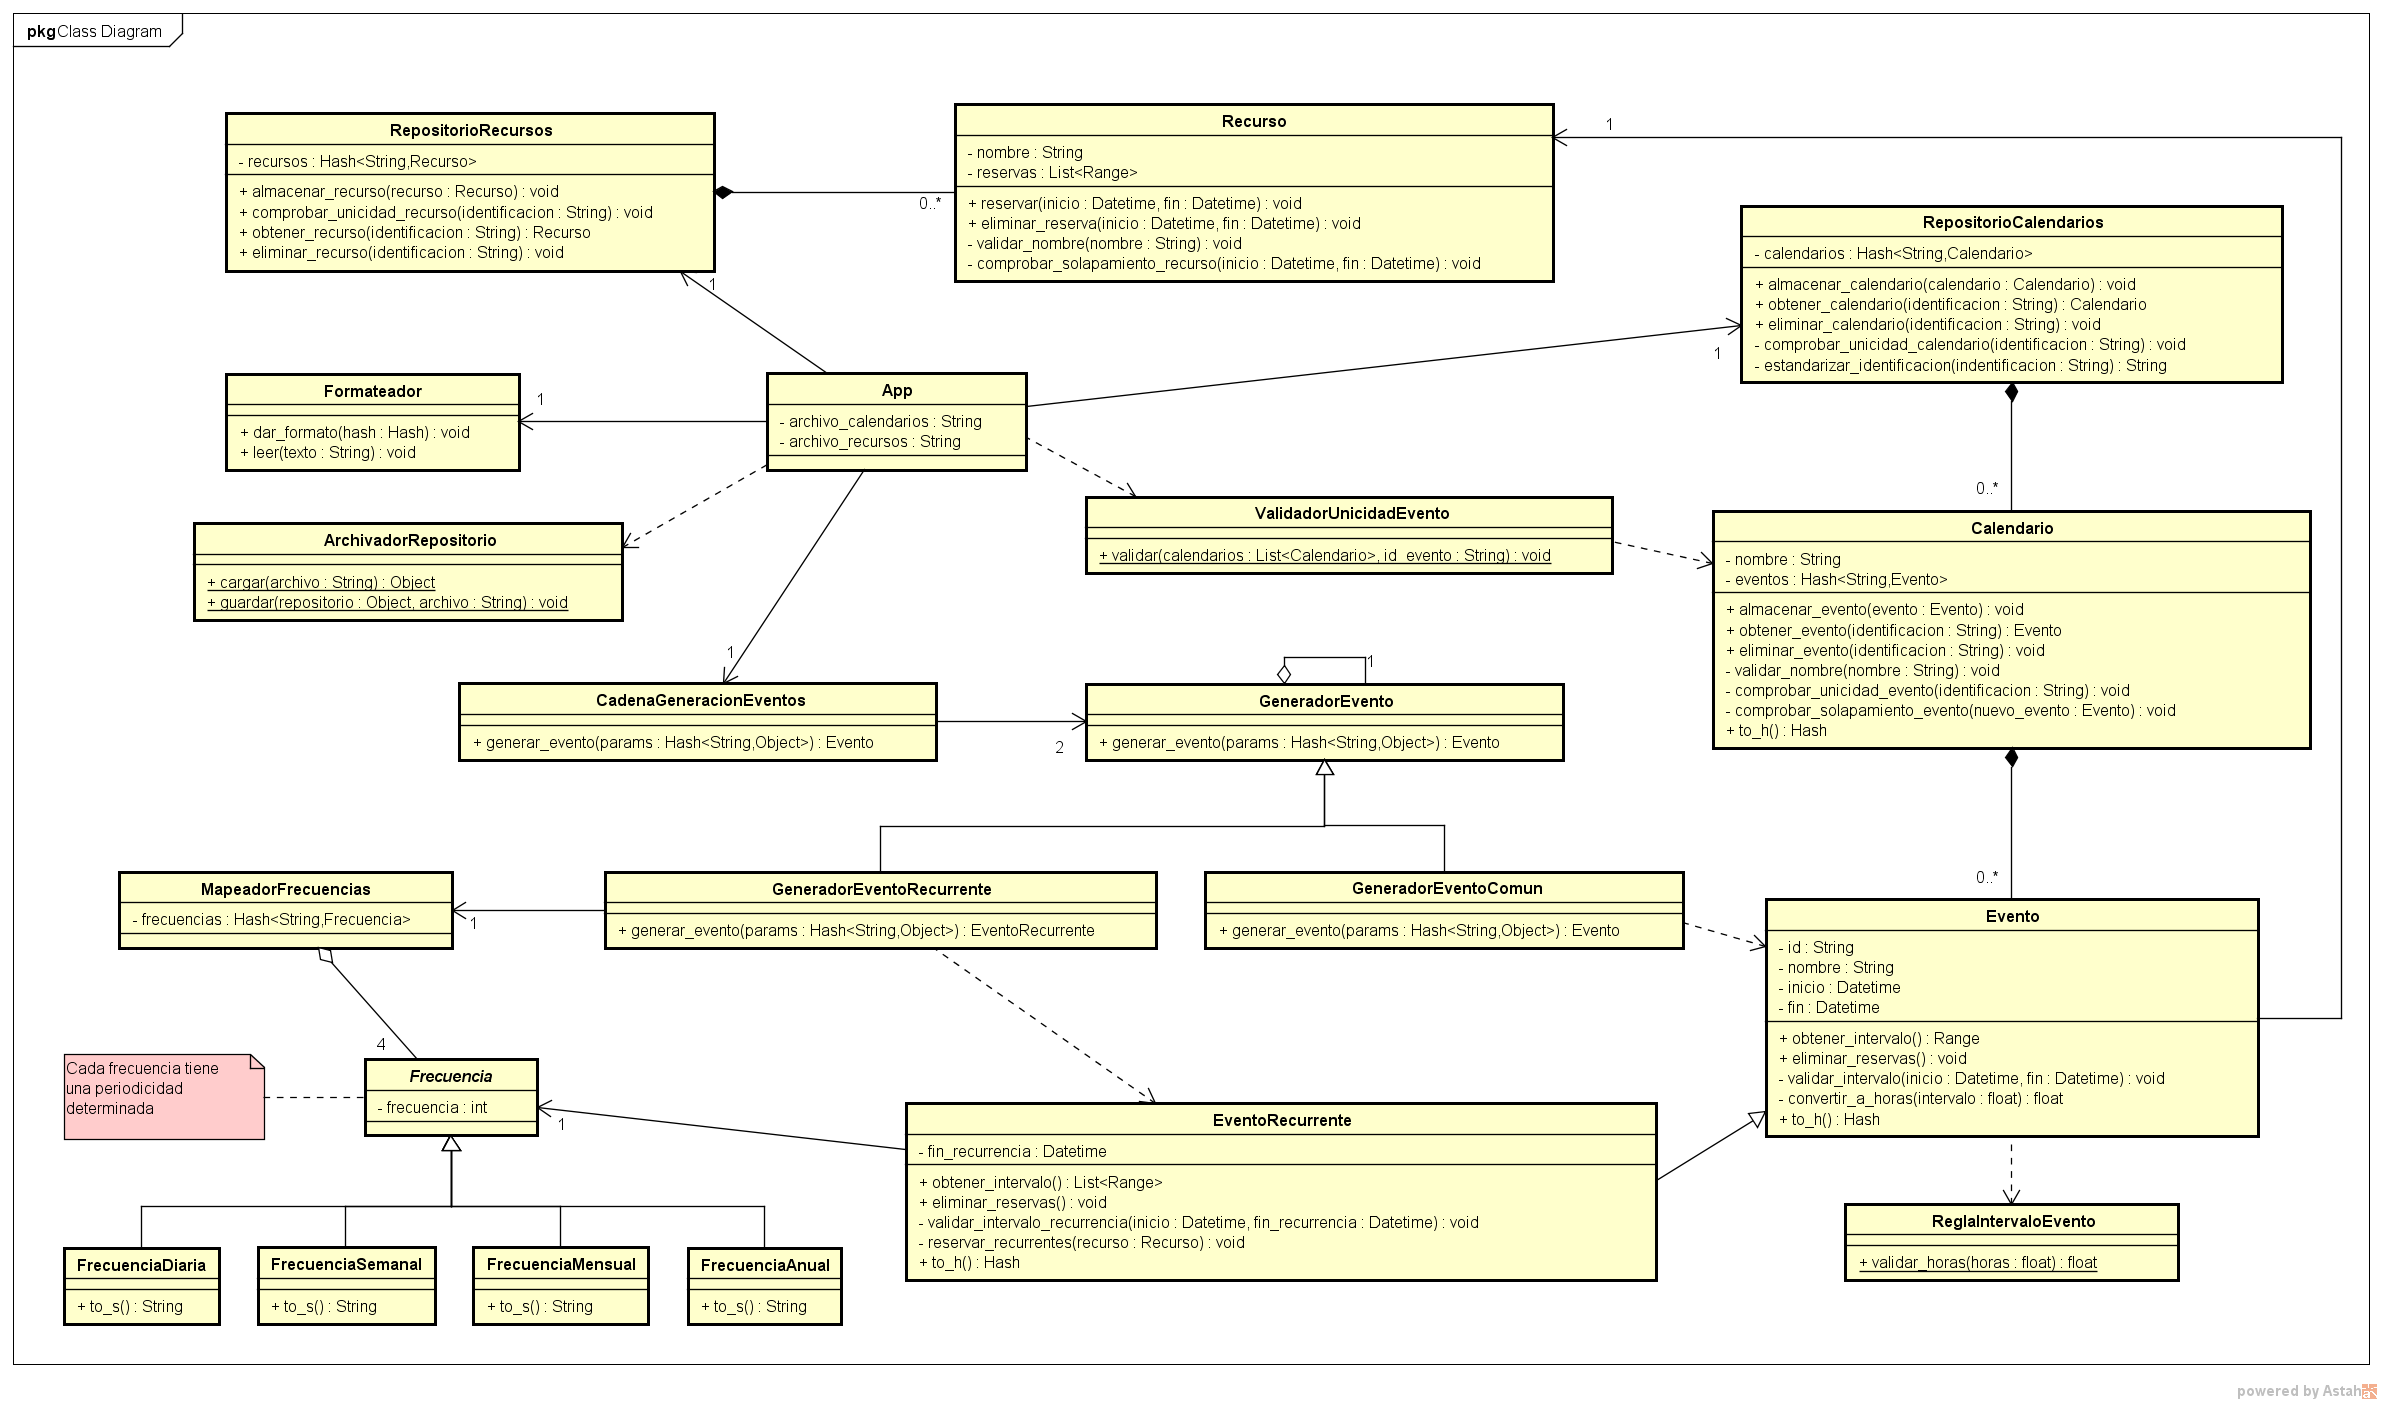 pkg Class Diagram
RepositorioRecursos
- recursos : Hash<String,Recurso>
+ almacenar_recurso(recurso : Recurso) : void
+ comprobar_unicidad_recurso(identificacion : String) : void
+ obtener_recurso(identificacion : String) : Recurso
+ eliminar_recurso(identificacion : String) : void
0..*
1
Recurso
- nombre : String
- reservas : List<Range>
+ reservar(inicio : Datetime, fin : Datetime) : void
+ eliminar_reserva(inicio : Datetime, fin : Datetime) : void
- validar_nombre(nombre : String) : void
- comprobar_solapamiento_recurso(inicio : Datetime, fin : Datetime) : void
1
RepositorioCalendarios
- calendarios : Hash<String,Calendario>
+ almacenar_calendario(calendario : Calendario) : void
+ obtener_calendario(identificacion : String) : Calendario
+ eliminar_calendario(identificacion : String) : void
- comprobar_unicidad_calendario(identificacion : String) : void
- estandarizar_identificacion(indentificacion : String) : String
1
0..*
Formateador
+ dar_formato(hash : Hash) : void
+ leer(texto : String) : void
1
App
- archivo_calendarios : String
- archivo_recursos : String
ArchivadorRepositorio
+ cargar(archivo : String) : Object
+ guardar(repositorio : Object, archivo : String) : void
ValidadorUnicidadEvento
+ validar(calendarios : List<Calendario>, id_evento : String) : void
Calendario
- nombre : String
- eventos : Hash<String,Evento>
+ almacenar_evento(evento : Evento) : void
+ obtener_evento(identificacion : String) : Evento
+ eliminar_evento(identificacion : String) : void
- validar_nombre(nombre : String) : void
- comprobar_unicidad_evento(identificacion : String) : void
- comprobar_solapamiento_evento(nuevo_evento : Evento) : void
+ to_h() : Hash
0..*
1
CadenaGeneracionEventos
+ generar_evento(params : Hash<String,Object>) : Evento
2
1
GeneradorEvento
+ generar_evento(params : Hash<String,Object>) : Evento
MapeadorFrecuencias
- frecuencias : Hash<String,Frecuencia>
1
GeneradorEventoRecurrente
+ generar_evento(params : Hash<String,Object>) : EventoRecurrente
GeneradorEventoComun
+ generar_evento(params : Hash<String,Object>) : Evento
Evento
- id : String
- nombre : String
- inicio : Datetime
- fin : Datetime
+ obtener_intervalo() : Range
+ eliminar_reservas() : void
- validar_intervalo(inicio : Datetime, fin : Datetime) : void
- convertir_a_horas(intervalo : float) : float
+ to_h() : Hash
4
Cada frecuencia tiene
una periodicidad
determinada
Frecuencia
- frecuencia : int
1
EventoRecurrente
- fin_recurrencia : Datetime
+ obtener_intervalo() : List<Range>
+ eliminar_reservas() : void
- validar_intervalo_recurrencia(inicio : Datetime, fin_recurrencia : Datetime) : void
- reservar_recurrentes(recurso : Recurso) : void
+ to_h() : Hash
ReglaIntervaloEvento
+ validar_horas(horas : float) : float
FrecuenciaDiaria
+ to_s() : String
FrecuenciaSemanal
+ to_s() : String
FrecuenciaMensual
+ to_s() : String
FrecuenciaAnual
+ to_s() : String
powered by Astah